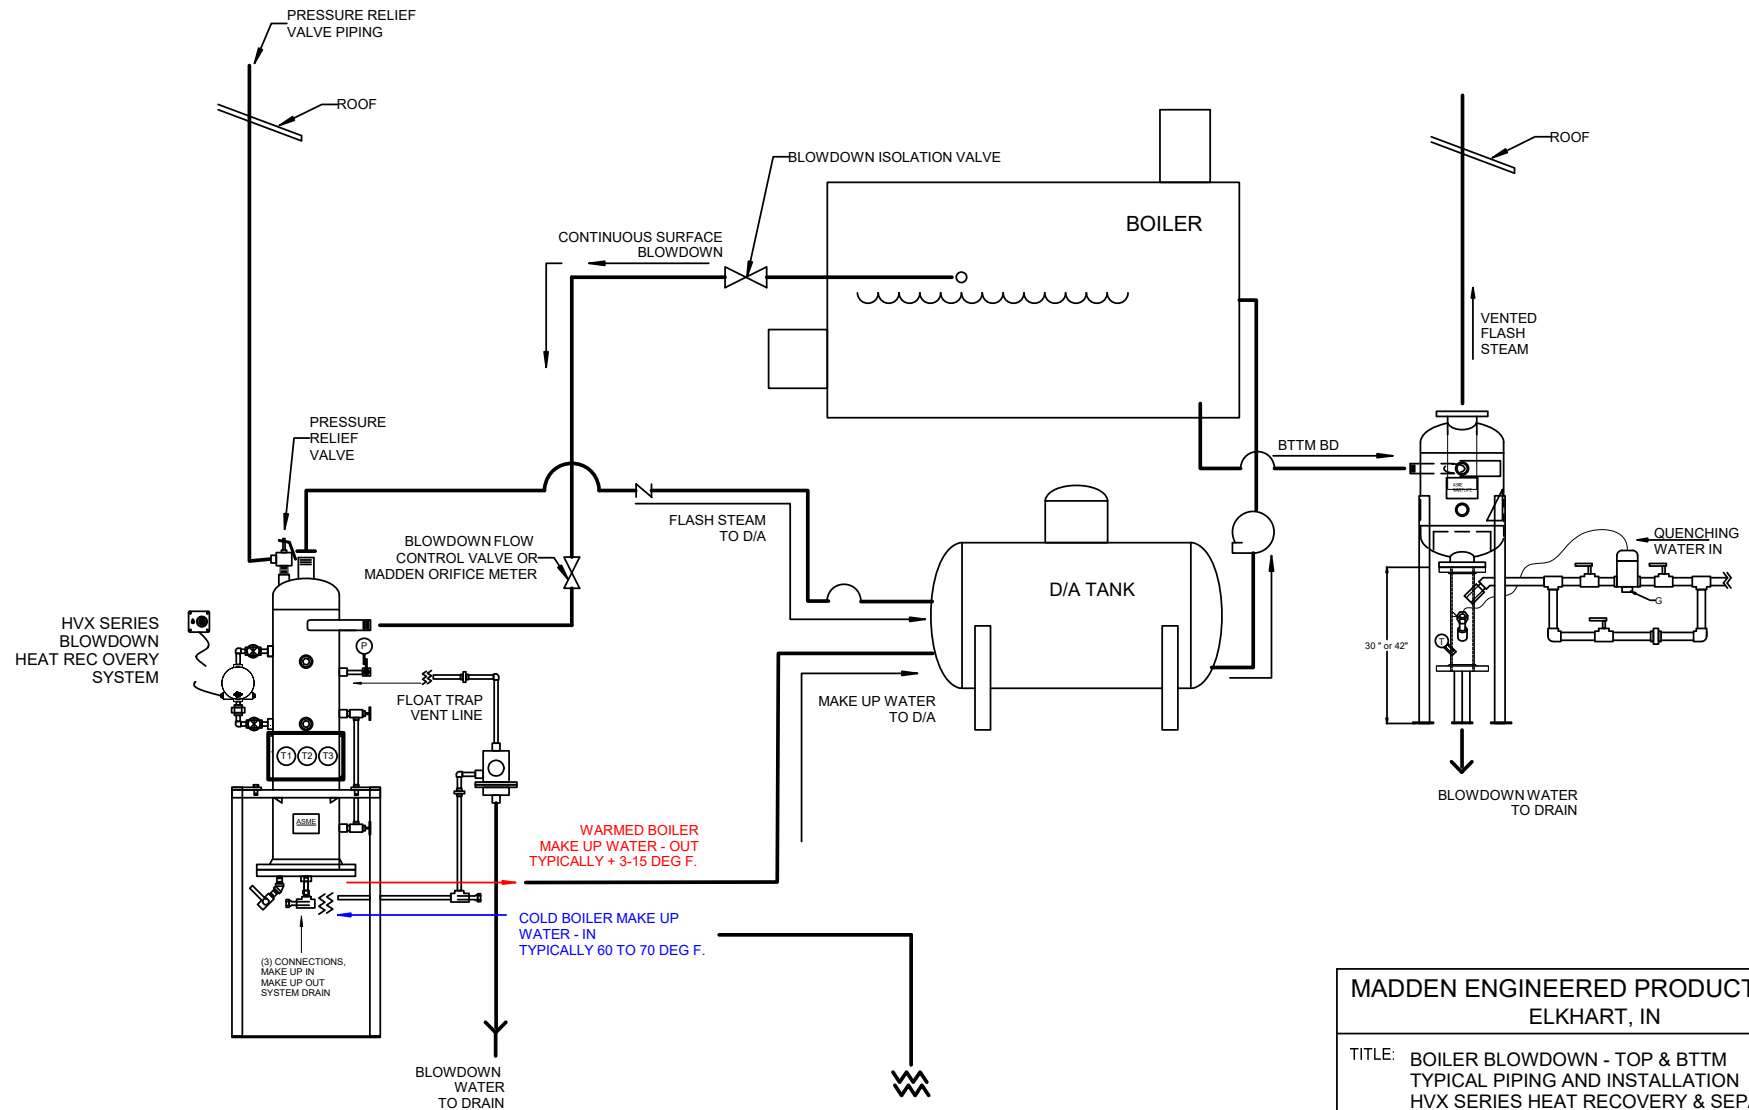 PRESSURE RELIEF
VALVE PIPING
ROOF
BLOWDOWN ISOLATION VALVE
BOILER
CONTINUOUS SURFACE
BLOWDOWN
ROOF
VENTED
FLASH
STEAM
PRESSURE
RELIEF
VALVE
BTTM BD
FLASH STEAM
TO D/A
BLOWDOWN FLOW
CONTROL VALVE OR
MADDEN ORIFICE METER
D/A TANK
QUENCHING
WATER IN
G
T
30 " or 42"
HVX SERIES
BLOWDOWN
HEAT REC OVERY
SYSTEM
P
FLOAT TRAP
VENT LINE
MAKE UP WATER
TO D/A
T1 T2 T3
ASME
BLOWDOWN WATER
TO DRAIN
WARMED BOILER
MAKE UP WATER - OUT
TYPICALLY + 3-15 DEG F.
COLD BOILER MAKE UP
WATER - IN
TYPICALLY 60 TO 70 DEG F.
(3) CONNECTIONS,
MAKE UP IN
MAKE UP OUT
SYSTEM DRAIN
BLOWDOWN
WATER
TO DRAIN
MADDEN ENGINEERED PRODUCT
ELKHART, IN
TITLE: BOILER BLOWDOWN - TOP & BTTM
TYPICAL PIPING AND INSTALLATION
HVX SERIES HEAT RECOVERY & SEPA